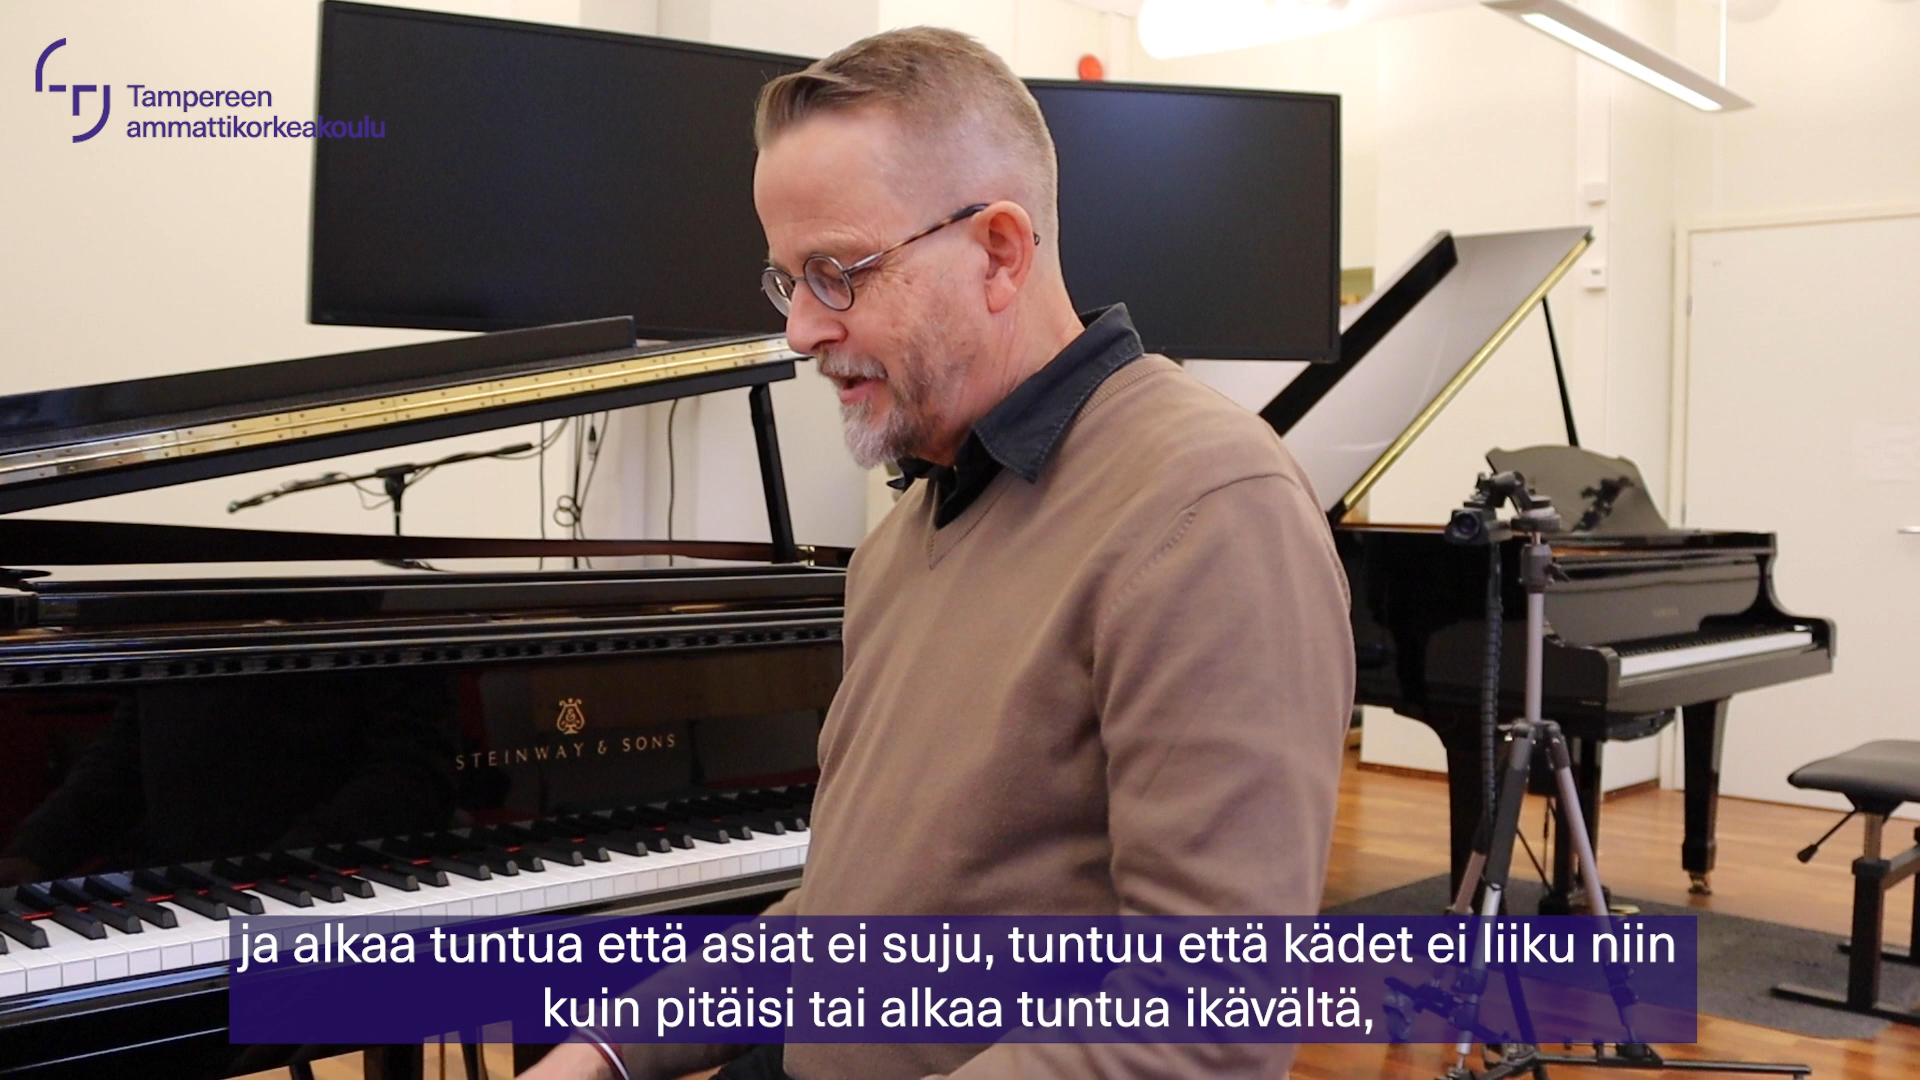 Tampereen
ammattikorkeakoulu
STEINWAY & SONS
ja alkaa tuntua että asiat ei suju, tuntuu että kädet ei liiku niin
kuin pitäisi tai alkaa tuntua ikävältä,